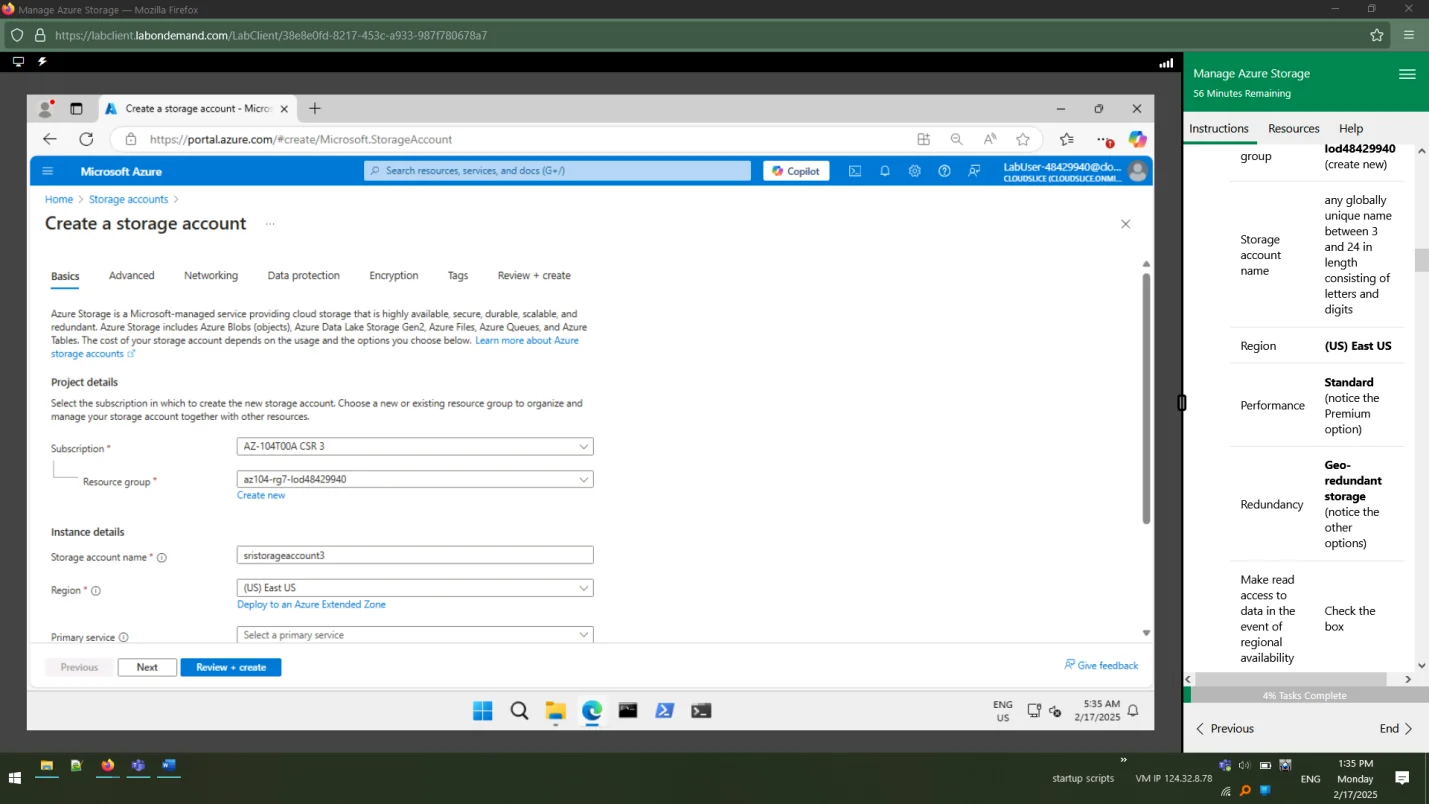 Manage Azure Storage — Mozilla Firefox
https://labclient.labondemand.com/LabClient/38e8e0fd-8217-453c-a933-987f780678a7
Create a storage account - Micros
https://portal.azure.com/#create/Microsoft.StorageAccount
Microsoft Azure
Search resources, services, and docs (G+/)
Copilot
LabUser-48429940@clo...
CLOUDSLICE (CLOUDSLICE.ONMI...
Home > Storage accounts >
Create a storage account
...
Basics
Advanced
Networking
Data protection
Encryption
Tags
Review + create
Azure Storage is a Microsoft-managed service providing cloud storage that is highly available, secure, durable, scalable, and
redundant. Azure Storage includes Azure Blobs (objects), Azure Data Lake Storage Gen2, Azure Files, Azure Queues, and Azure
Tables. The cost of your storage account depends on the usage and the options you choose below. Learn more about Azure
storage accounts
Project details
Select the subscription in which to create the new storage account. Choose a new or existing resource group to organize and
manage your storage account together with other resources.
Subscription *
AZ-104T00A CSR 3
Resource group *
az104-rg7-lod48429940
Create new
Instance details
Storage account name *
sristorageaccount3
Region *
(US) East US
Deploy to an Azure Extended Zone
Primary service
Select a primary service
Previous
Next
Review + create
Give feedback
ENG
US
5:35 AM
2/17/2025
Manage Azure Storage
56 Minutes Remaining
Instructions
Resources
Help
group
lod48429940
(create new)
Storage
account
name
any globally
unique name
between 3
and 24 in
length
consisting of
letters and
digits
Region
(US) East US
Performance
Standard
(notice the
Premium
option)
Redundancy
Geo-
redundant
storage
(notice the
other
options)
Make read
access to
data in the
event of
regional
availability
Check the
box
4% Tasks Complete
Previous
End
startup scripts
VM IP 124.32.8.78
ENG
1:35 PM
Monday
2/17/2025